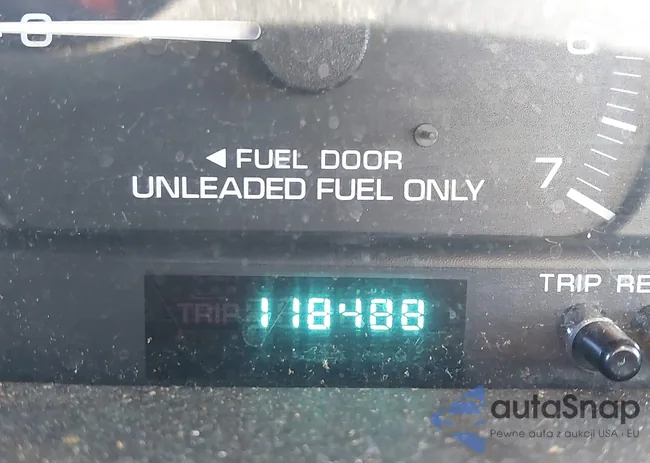 0
6
◀ FUEL DOOR
UNLEADED FUEL ONLY
7
TRIP RE
TRIP 118488
autaSnap
Pewne auta z aukcji USA i EU